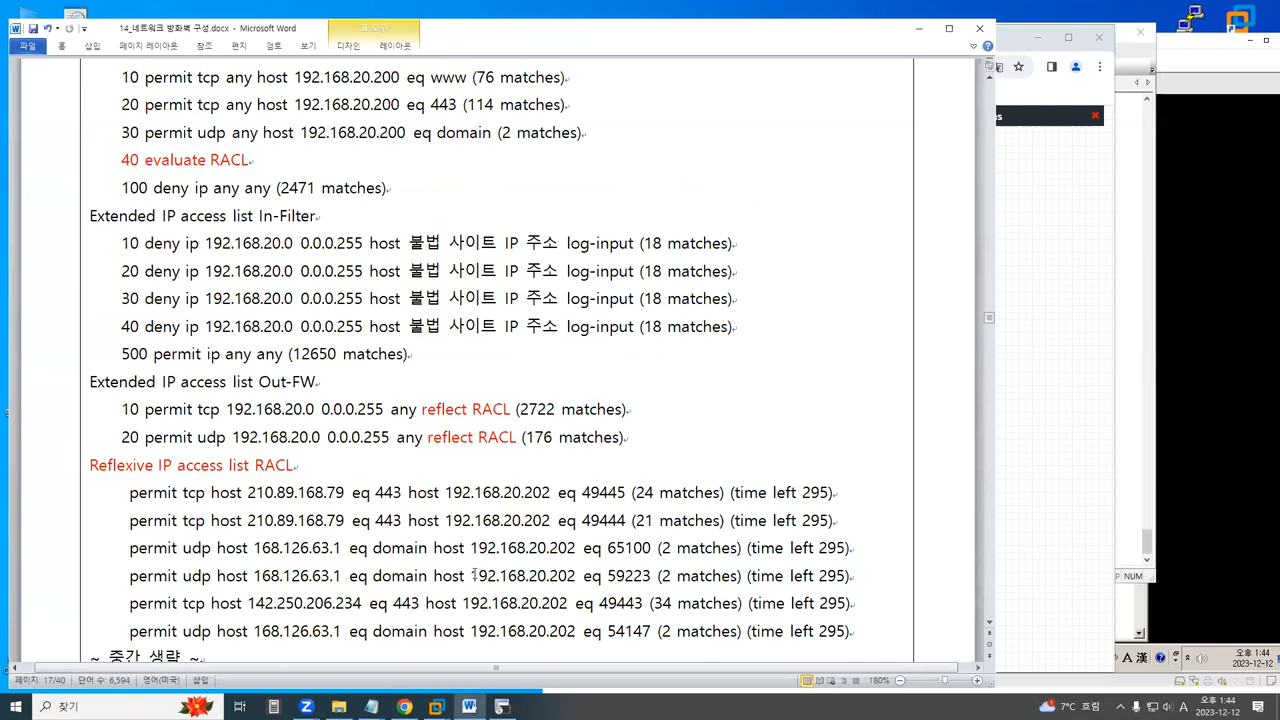 14_네트워크 방화벽 구성.docx - Microsoft Word
표 도구
파일 홈 삽입 페이지 레이아웃 참조 편지 검토 보기 디자인 레이아웃
10 permit tcp any host 192.168.20.200 eq www (76 matches)
20 permit tcp any host 192.168.20.200 eq 443 (114 matches)
30 permit udp any host 192.168.20.200 eq domain (2 matches)
40 evaluate RACL
100 deny ip any any (2471 matches)
Extended IP access list In-Filter
10 deny ip 192.168.20.0 0.0.0.255 host 불법 사이트 IP 주소 log-input (18 matches)
20 deny ip 192.168.20.0 0.0.0.255 host 불법 사이트 IP 주소 log-input (18 matches)
30 deny ip 192.168.20.0 0.0.0.255 host 불법 사이트 IP 주소 log-input (18 matches)
40 deny ip 192.168.20.0 0.0.0.255 host 불법 사이트 IP 주소 log-input (18 matches)
500 permit ip any any (12650 matches)
Extended IP access list Out-FW
10 permit tcp 192.168.20.0 0.0.0.255 any reflect RACL (2722 matches)
20 permit udp 192.168.20.0 0.0.0.255 any reflect RACL (176 matches)
Reflexive IP access list RACL
permit tcp host 210.89.168.79 eq 443 host 192.168.20.202 eq 49445 (24 matches) (time left 295)
permit tcp host 210.89.168.79 eq 443 host 192.168.20.202 eq 49444 (21 matches) (time left 295)
permit udp host 168.126.63.1 eq domain host 192.168.20.202 eq 65100 (2 matches) (time left 295)
permit udp host 168.126.63.1 eq domain host 192.168.20.202 eq 59223 (2 matches) (time left 295)
permit tcp host 142.250.206.234 eq 443 host 192.168.20.202 eq 49443 (34 matches) (time left 295)
permit udp host 168.126.63.1 eq domain host 192.168.20.202 eq 54147 (2 matches) (time left 295)
~ 중간 생략 ~
페이지: 17/40 단어 수: 6,594 영어(미국) 삽입 180%
NUM
A 漢 오후 1:44
2023-12-12
찾기 7°C 흐림 A 오후 1:44
2023-12-12